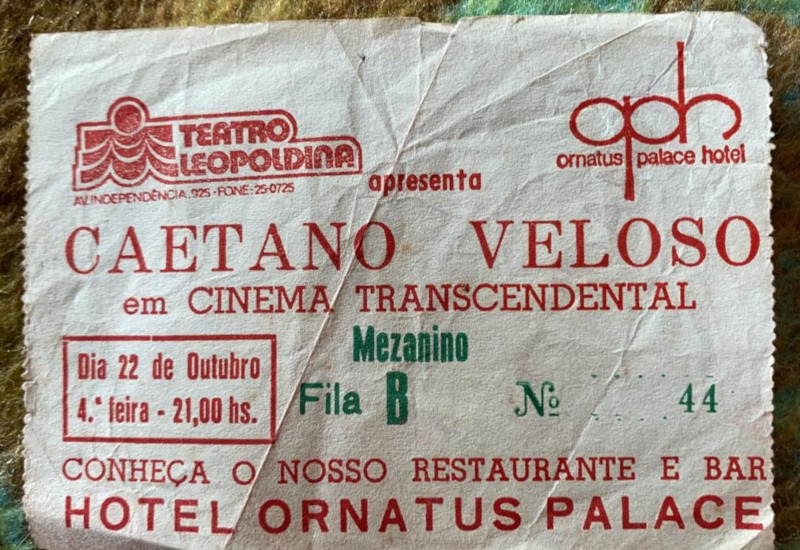 TEATRO
LEOPOLDINA
AV. INDEPENDÊNCIA, 925 - FONE: 25-0725
oph
ornatus palace hotel
apresenta
CAETANO VELOSO
em CINEMA TRANSCENDENTAL
Dia 22 de Outubro
4.ª feira - 21,00 hs.
Mezanino
Fila B Nº 44
CONHEÇA O NOSSO RESTAURANTE E BAR
HOTEL ORNATUS PALACE